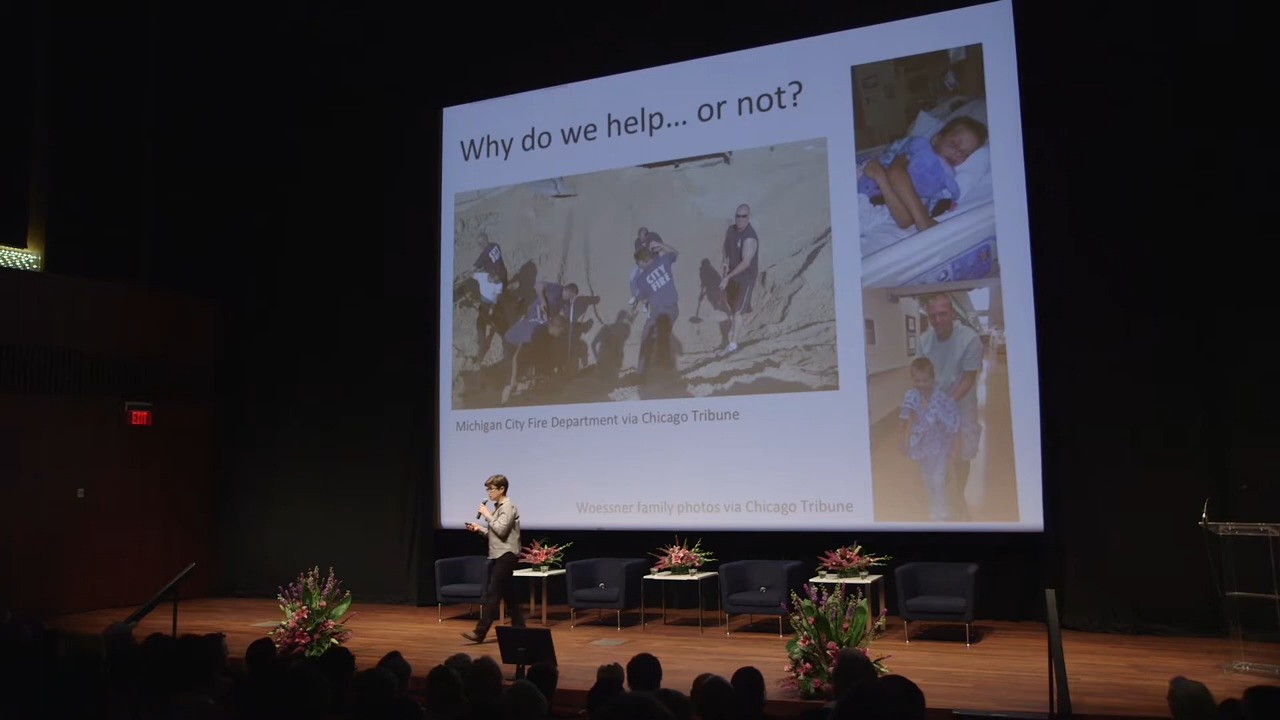 Why do we help... or not?
CITY
FIRE
Michigan City Fire Department via Chicago Tribune
Woessner family photos via Chicago Tribune
EXIT